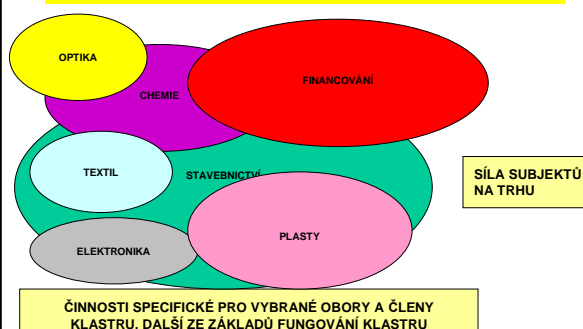 OPTIKA
CHEMIE
FINANCOVÁNÍ
TEXTIL
STAVEBNICTVÍ
SÍLA SUBJEKTŮ
NA TRHU
PLASTY
ELEKTRONIKA
ČINNOSTI SPECIFICKÉ PRO VYBRANÉ OBORY A ČLENY
KLASTRU, DALŠÍ ZE ZÁKLADŮ FUNGOVÁNÍ KLASTRU